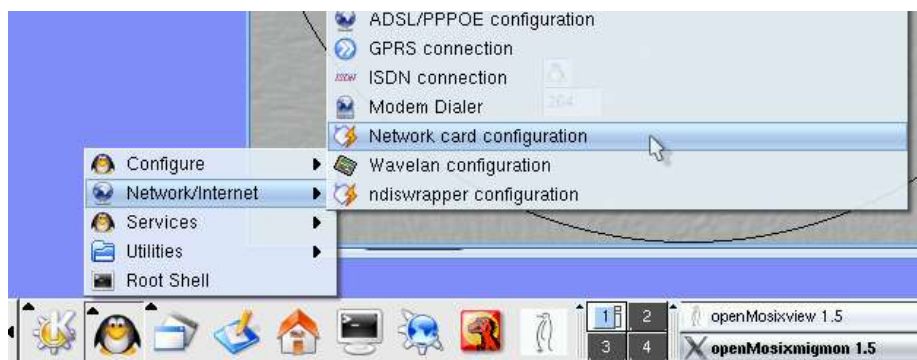 ADSL/PPPOE configuration
GPRS connection
ISDN ISDN connection
Modem Dialer
264
Network card configuration
Wavelan configuration
ndiswrapper configuration
Configure
Network/Internet
Services
Utilities
Root Shell
1 2
3 4
openMosixview 1.5
openMosixmigmon 1.5